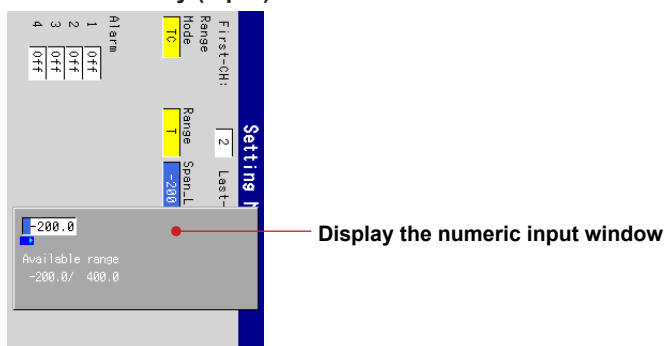 Setting
First-CH: 2 Last-
Range
Mode Range Span_L
TC T -200
Alarm
1 Off
2 Off
3 Off
4 Off
-200.0
Available range
-200.0/ 400.0
Display the numeric input window